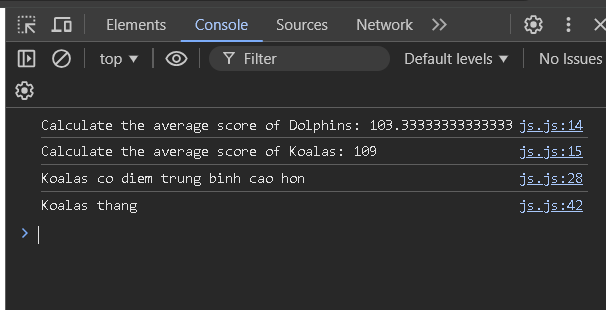 Elements Console Sources Network
top Filter Default levels No Issues
Calculate the average score of Dolphins: 103.33333333333333 js.js:14
Calculate the average score of Koalas: 109 js.js:15
Koalas co diem trung binh cao hon js.js:28
Koalas thang js.js:42